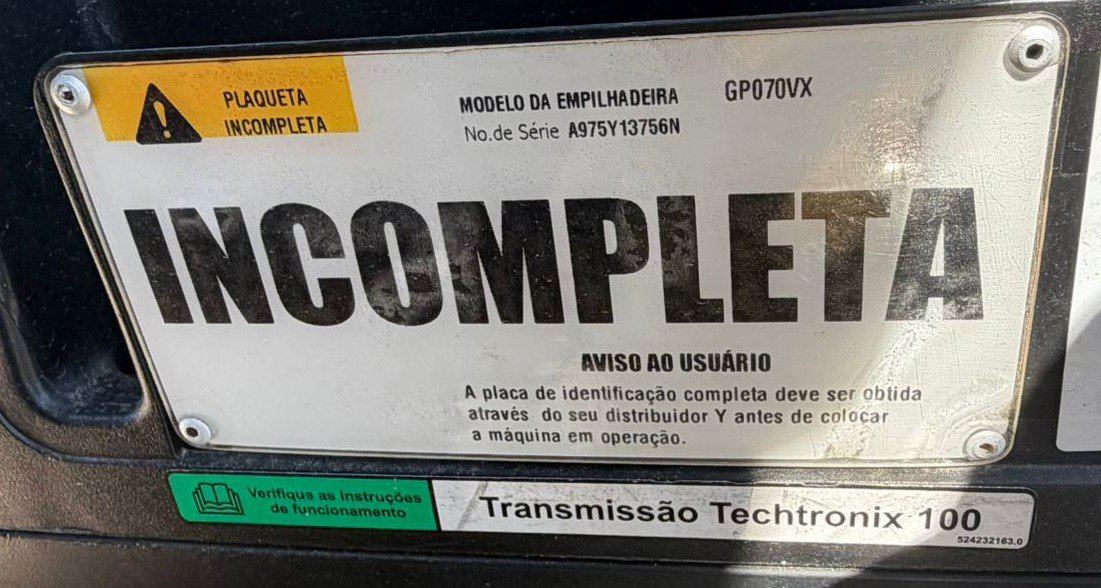 PLAQUETA
INCOMPLETA
MODELO DA EMPILHADEIRA GP070VX
No.de Série A975Y13756N
INCOMPLETA
AVISO AO USUÁRIO
A placa de identificação completa deve ser obtida
através do seu distribuidor Y antes de colocar
a máquina em operação.
Verifique as instruções
de funcionamento
Transmissão Techtronix 100
524232163.0